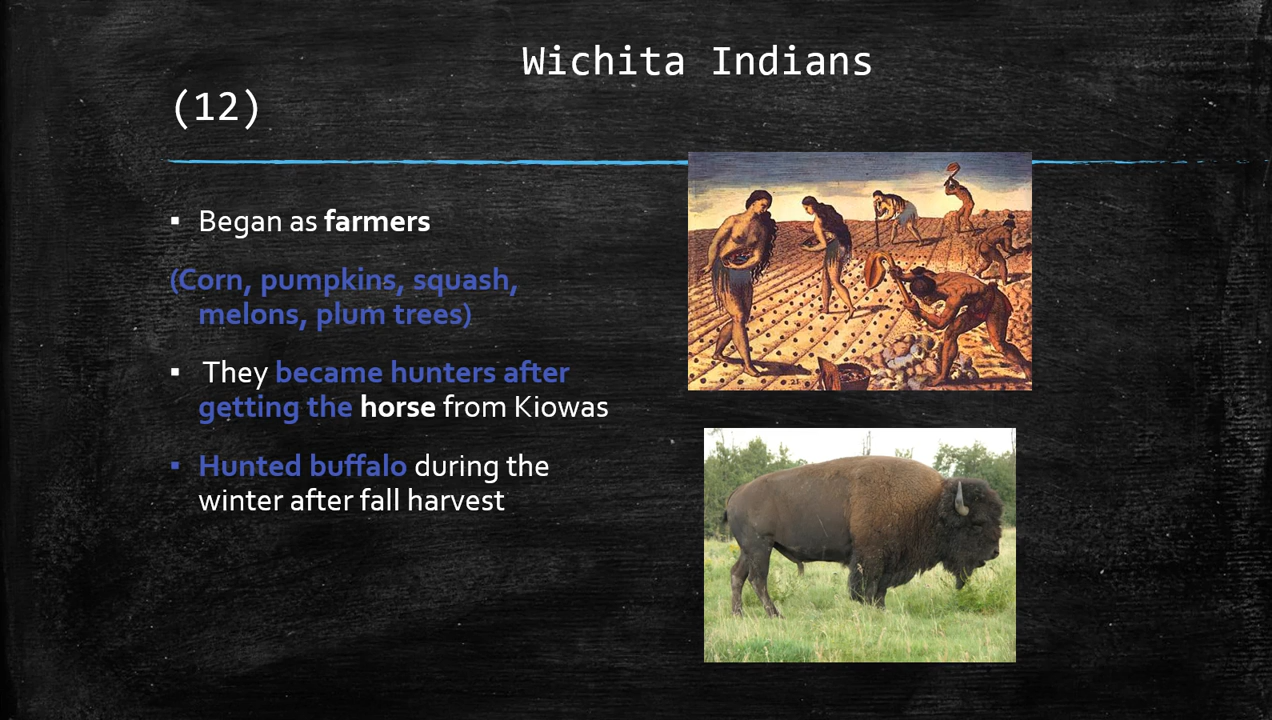 Wichita Indians
(12)
▪ Began as farmers
(Corn, pumpkins, squash,
melons, plum trees)
▪ They became hunters after
getting the horse from Kiowas
▪ Hunted buffalo during the
winter after fall harvest